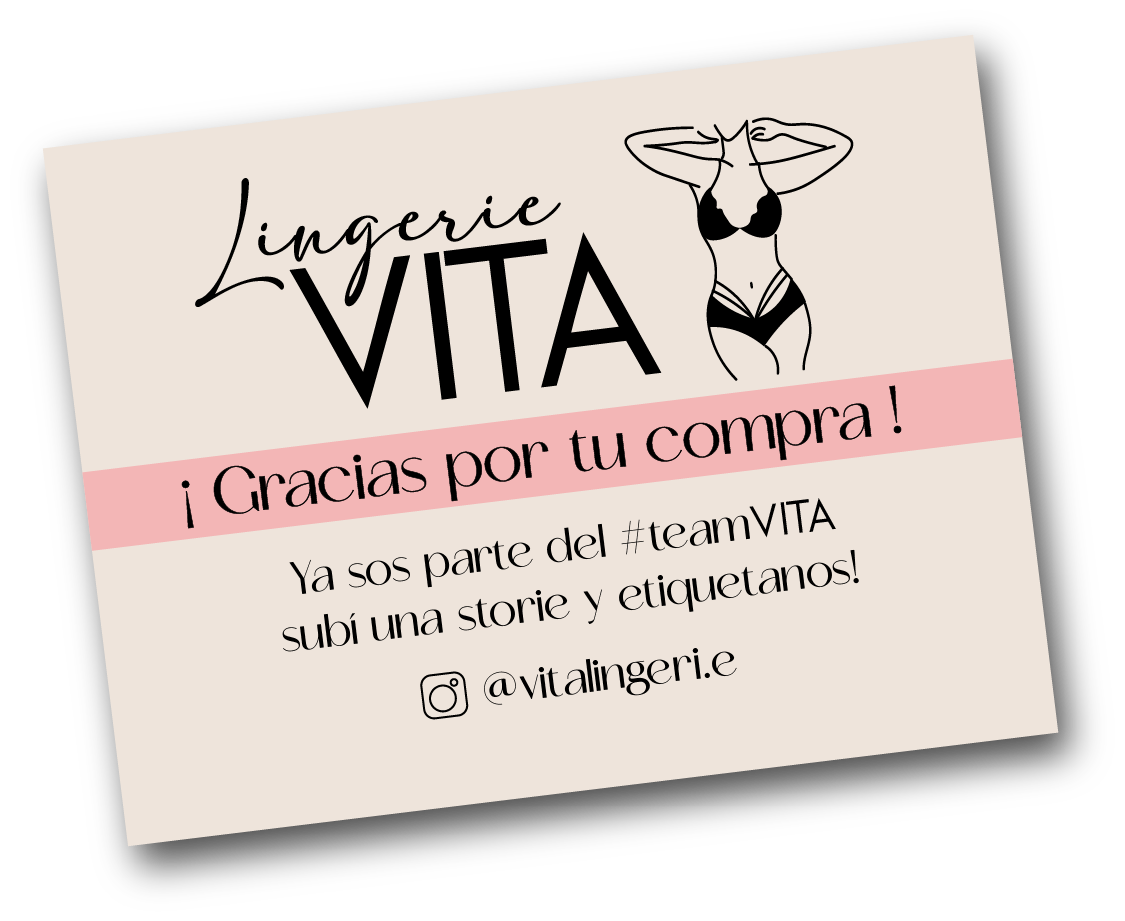 Lingerie
VITA
¡ Gracias por tu compra !
Ya sos parte del #teamVITA
subí una storie y etiquetanos!
@vitalingeri.e